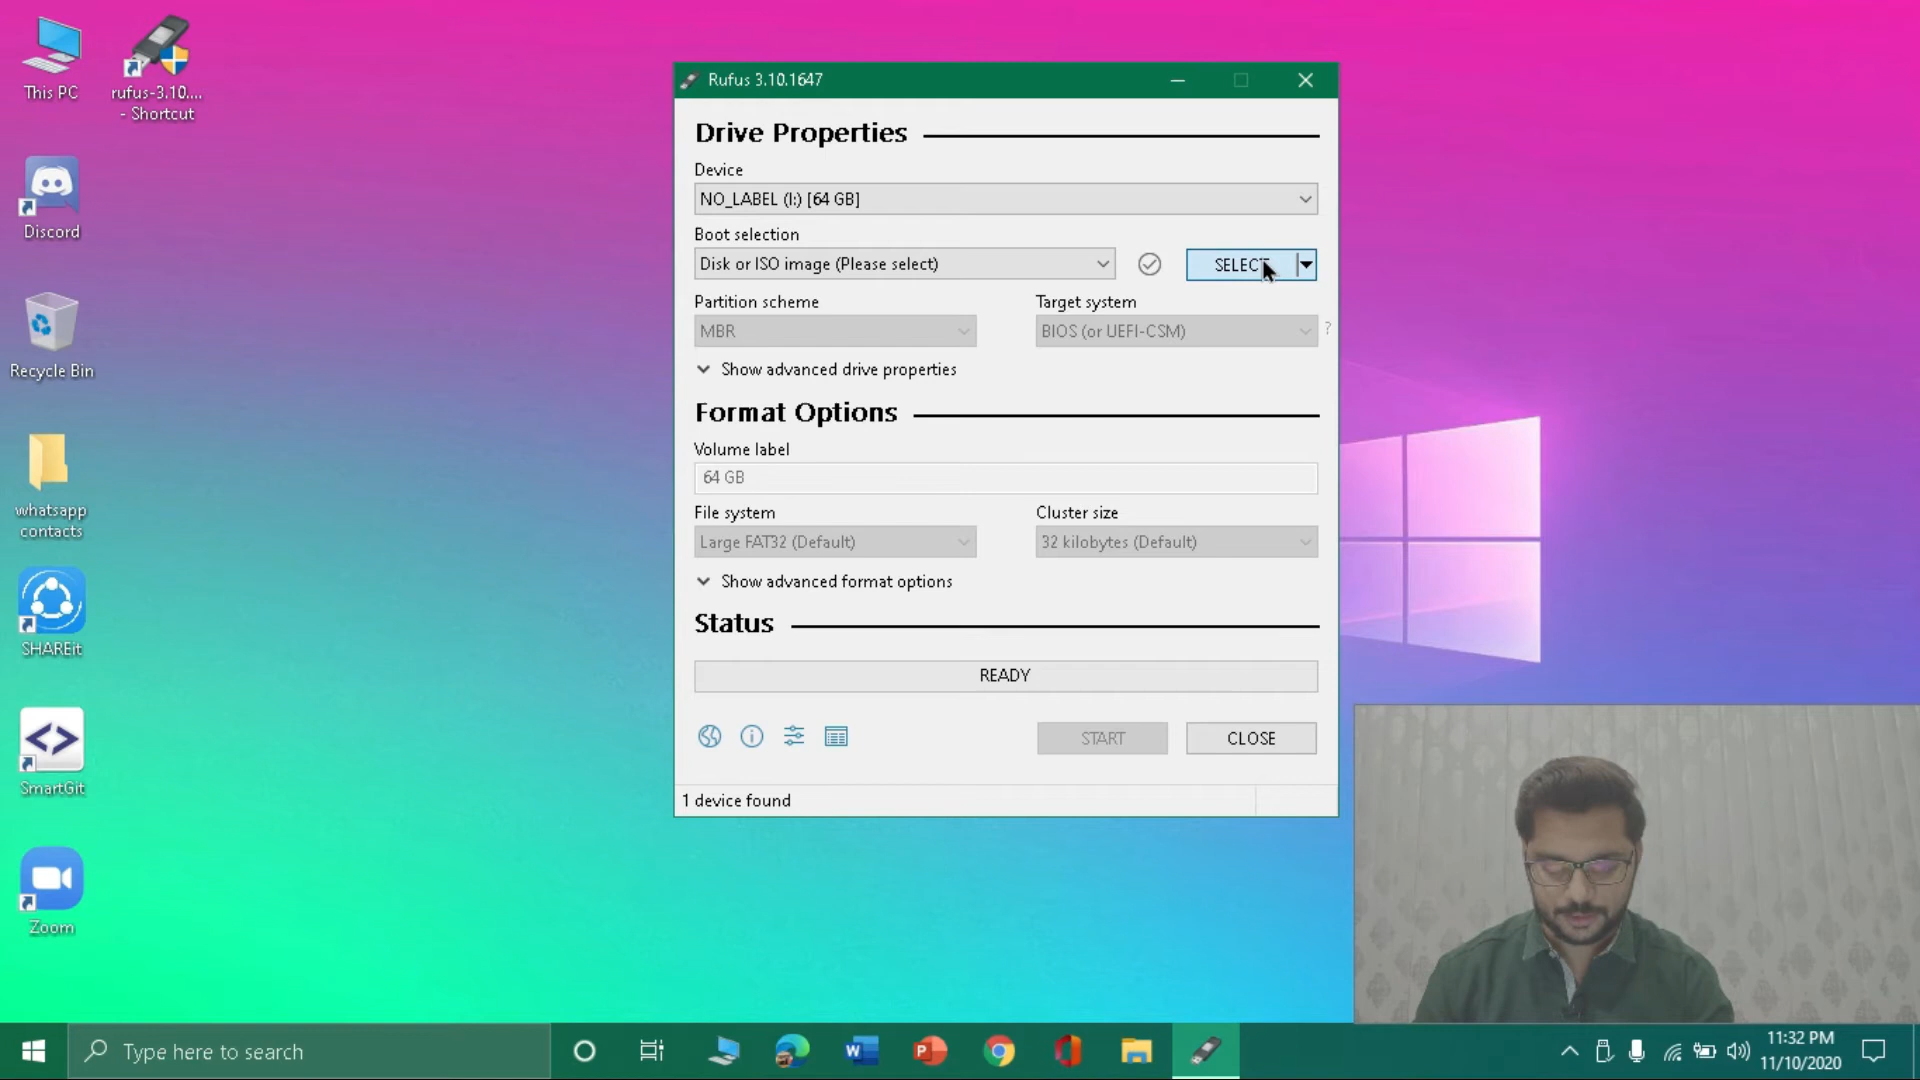 This PC
rufus-3.10....
- Shortcut
Discord
Recycle Bin
whatsapp
contacts
SHAREit
SmartGit
Zoom
Rufus 3.10.1647
Drive Properties
Device
NO_LABEL (I:) [64 GB]
Boot selection
Disk or ISO image (Please select)
SELECT
Partition scheme
Target system
MBR
BIOS (or UEFI-CSM)
?
Show advanced drive properties
Format Options
Volume label
64 GB
File system
Cluster size
Large FAT32 (Default)
32 kilobytes (Default)
Show advanced format options
Status
READY
START
CLOSE
1 device found
Type here to search
11:32 PM
11/10/2020